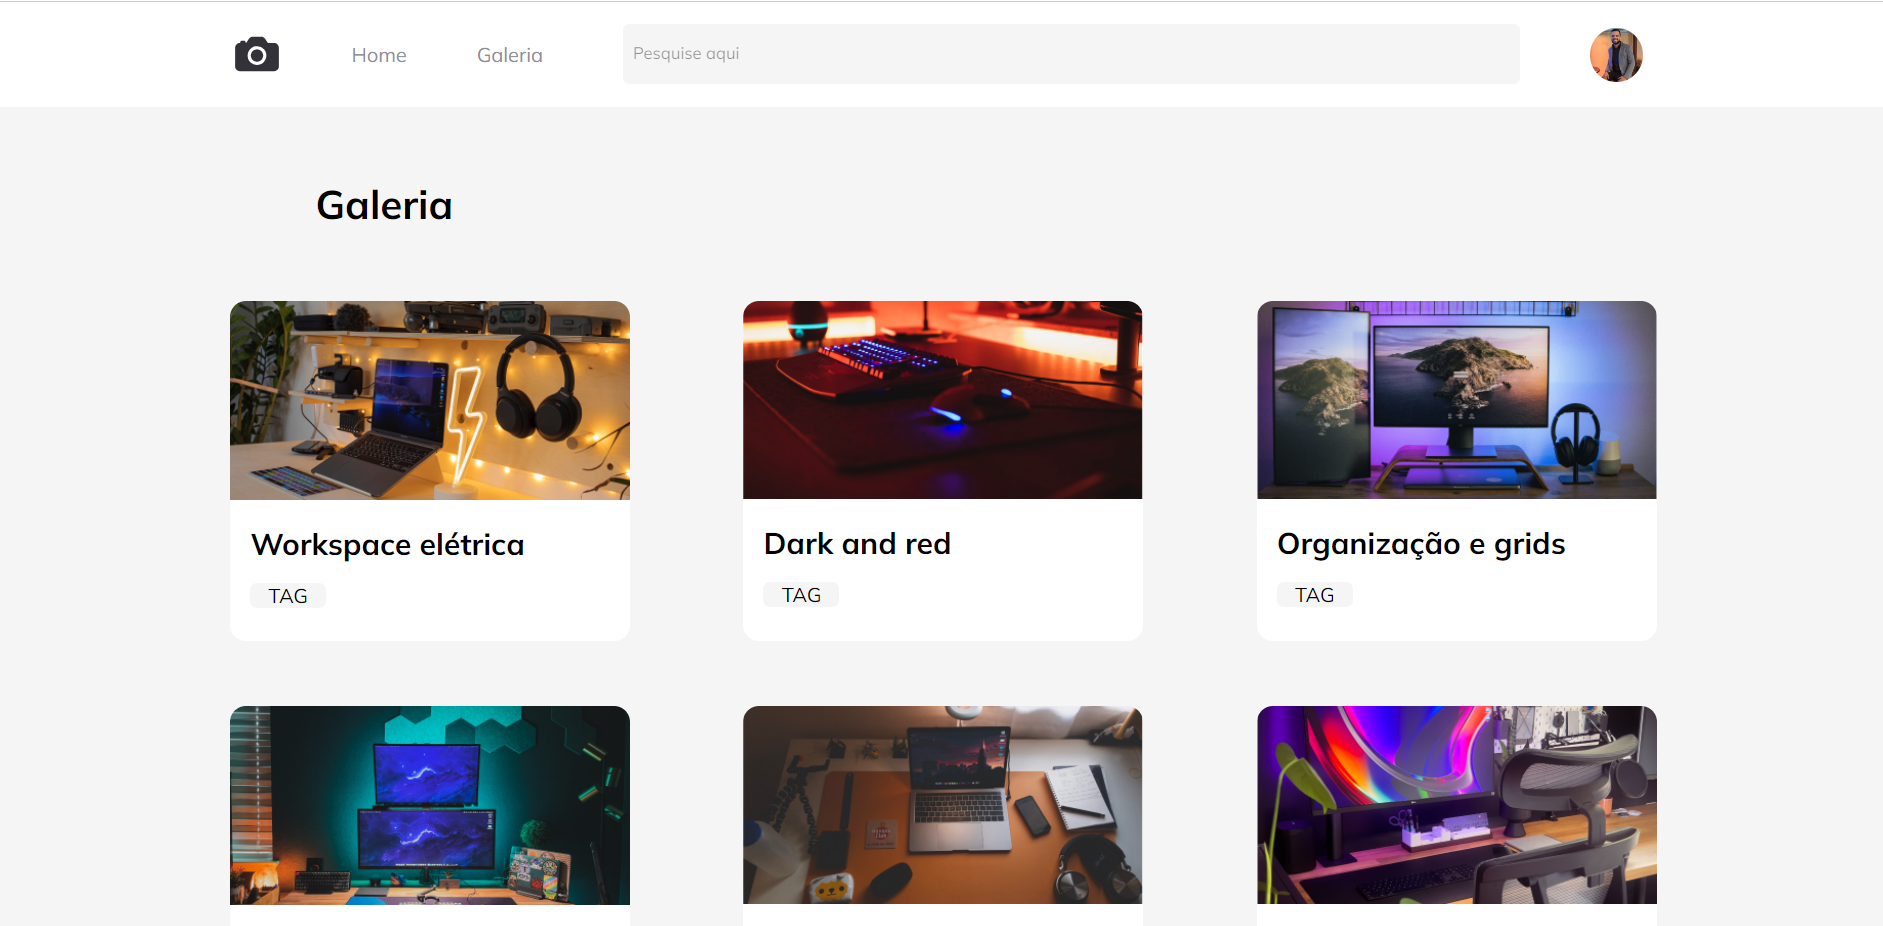 Home
Galeria
Pesquise aqui
Galeria
Workspace elétrica
TAG
Dark and red
TAG
Organização e grids
TAG